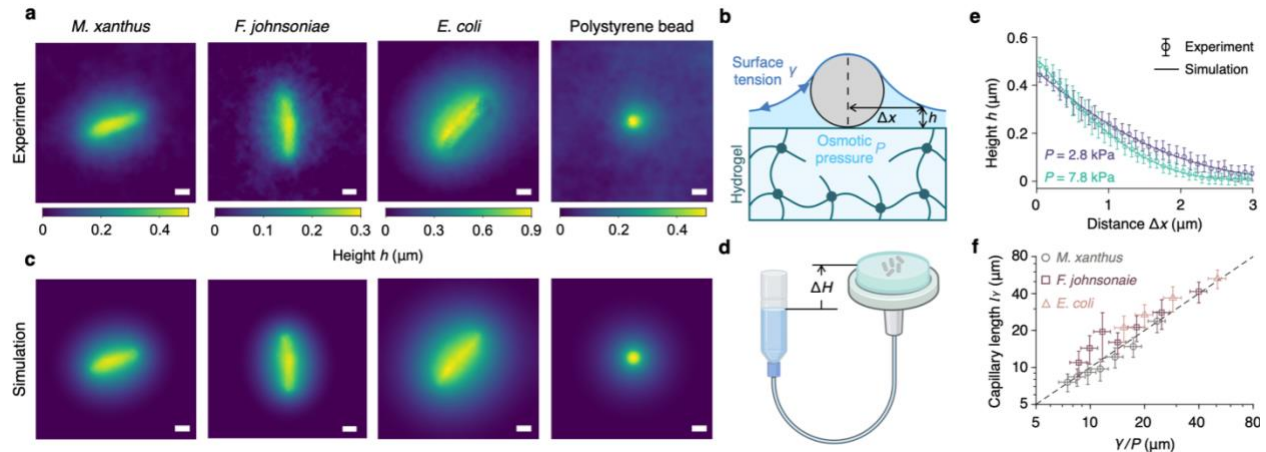 a
M. xanthus
F. johnsoniae
E. coli
Polystyrene bead
Experiment
0 0.2 0.4
0 0.1 0.2 0.3
0 0.3 0.6 0.9
0 0.2 0.4
Height h (µm)
c
Simulation
b
Surface
tension γ
Δx
h
Osmotic
pressure P
Hydrogel
d
ΔH
e
Height h (µm)
0.6
0.4
0.2
0
Experiment
Simulation
P = 2.8 kPa
P = 7.8 kPa
0 1 2 3
Distance Δx (µm)
f
Capillary length lγ (µm)
80
40
20
10
5
M. xanthus
F. johnsonaie
E. coli
5 10 20 40 80
γ/P (µm)